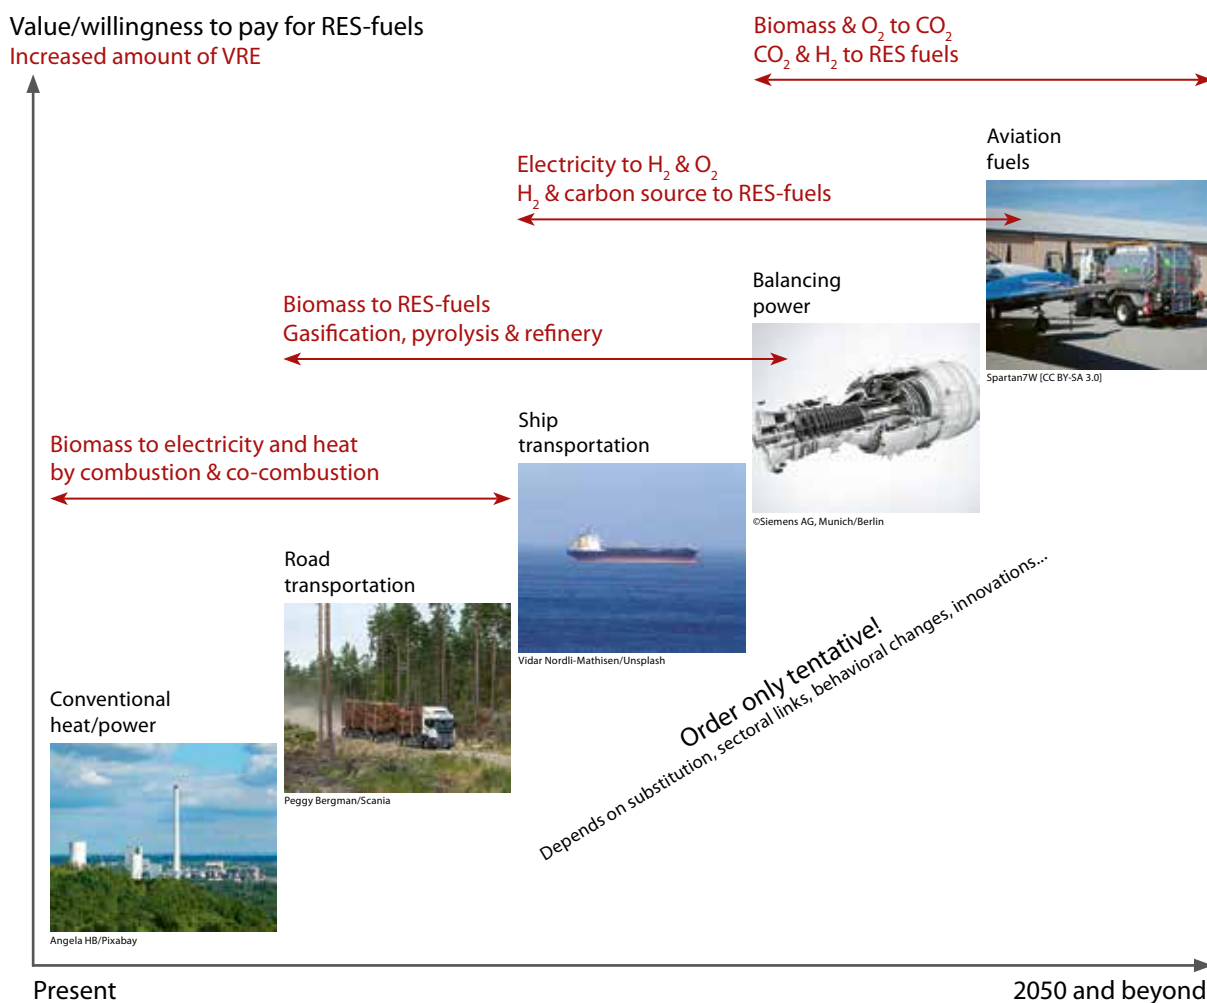 Value/willingness to pay for RES-fuels
Increased amount of VRE
Biomass & O₂ to CO₂
CO₂ & H₂ to RES fuels
Aviation
fuels
Spartan7W [CC BY-SA 3.0]
Electricity to H₂ & O₂
H₂ & carbon source to RES-fuels
Balancing
power
©Siemens AG, Munich/Berlin
Biomass to RES-fuels
Gasification, pyrolysis & refinery
Ship
transportation
Vidar Nordli-Mathisen/Unsplash
Biomass to electricity and heat
by combustion & co-combustion
Road
transportation
Peggy Bergman/Scania
Conventional
heat/power
Angela HB/Pixabay
Order only tentative!
Depends on substitution, sectoral links, behavioral changes, innovations...
Present
2050 and beyond